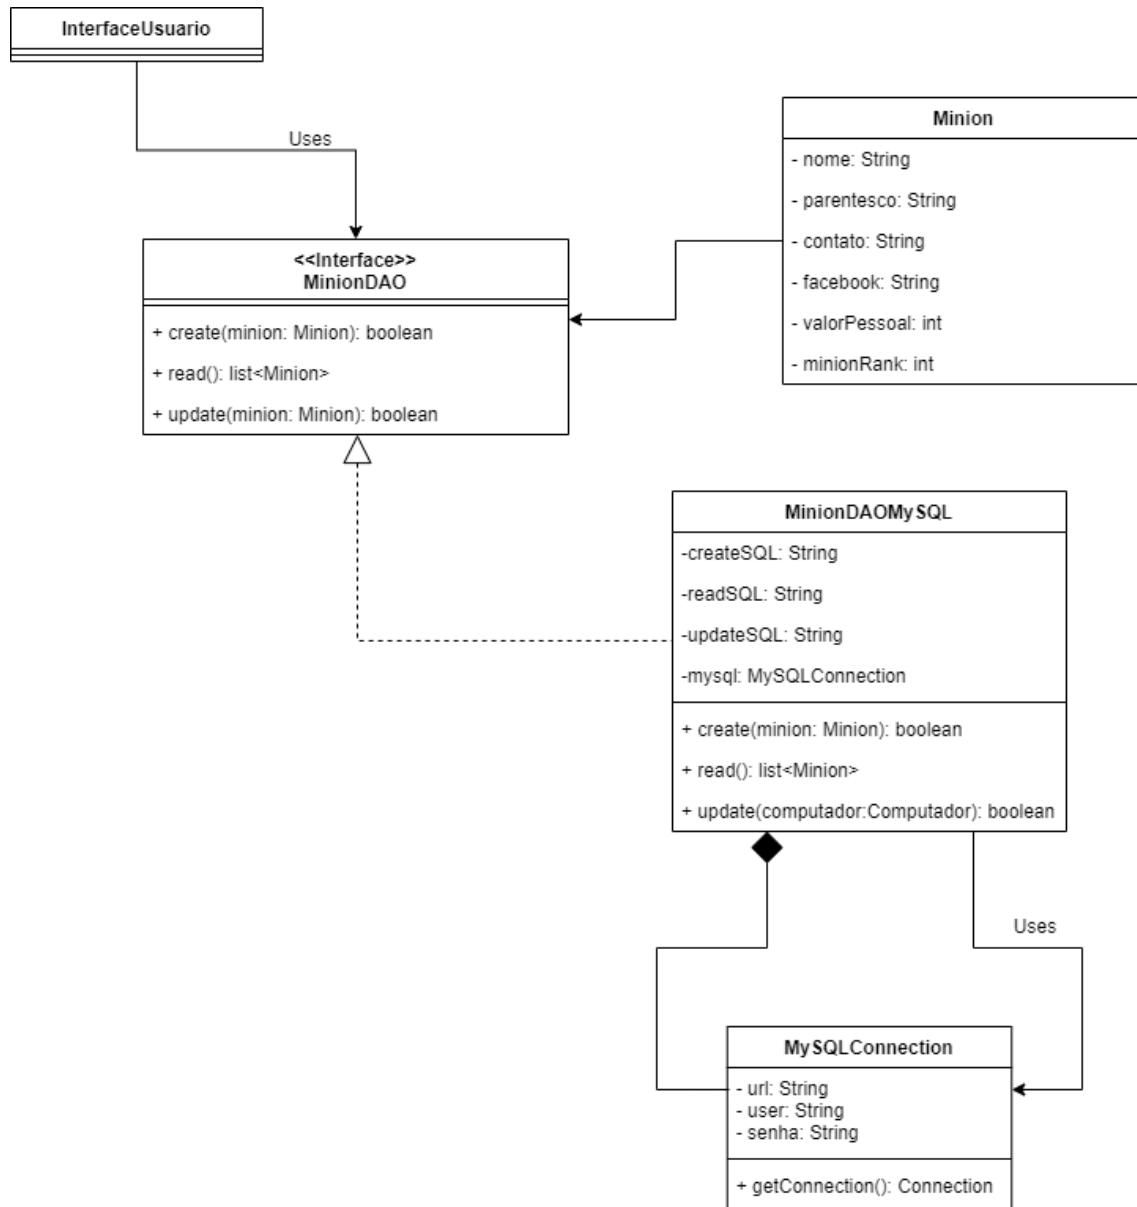 InterfaceUsuario
Uses
<<Interface>>
MinionDAO
+ create(minion: Minion): boolean
+ read(): list<Minion>
+ update(minion: Minion): boolean
Minion
- nome: String
- parentesco: String
- contato: String
- facebook: String
- valorPessoal: int
- minionRank: int
MinionDAOMySQL
-createSQL: String
-readSQL: String
-updateSQL: String
-mysql: MySQLConnection
+ create(minion: Minion): boolean
+ read(): list<Minion>
+ update(computador:Computador): boolean
Uses
MySQLConnection
- url: String
- user: String
- senha: String
+ getConnection(): Connection